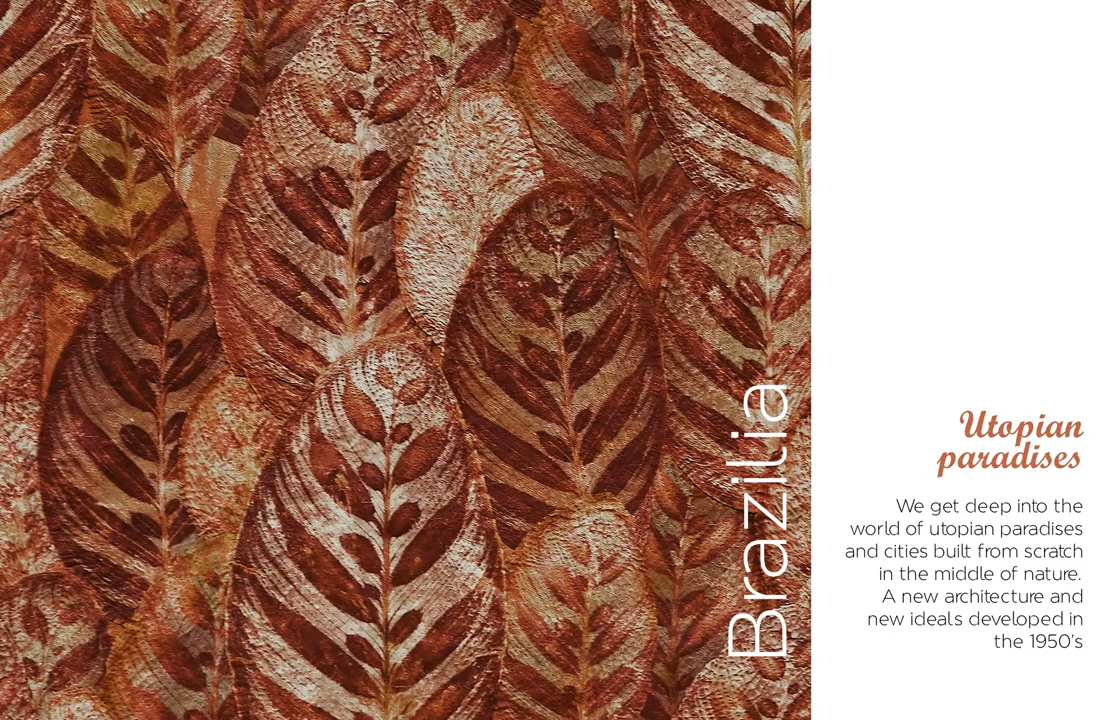 Brazilia
Utopian
paradises
We get deep into the
world of utopian paradises
and cities built from scratch
in the middle of nature.
A new architecture and
new ideals developed in
the 1950's